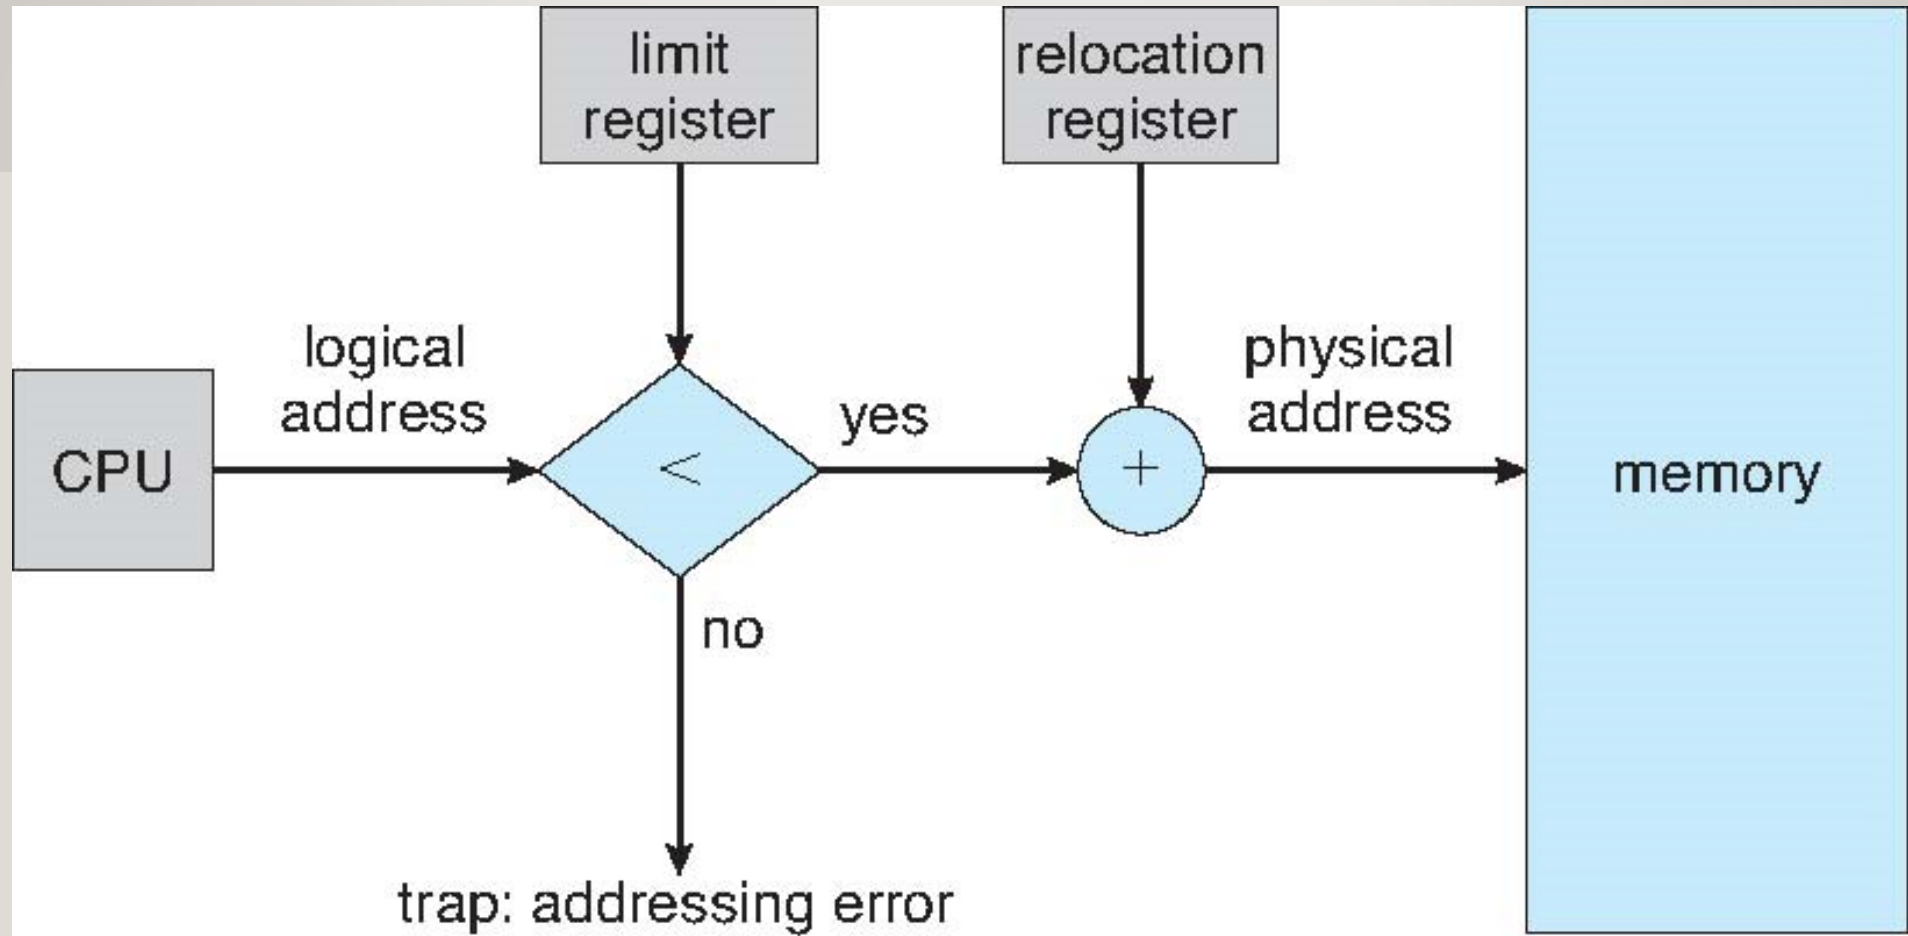 limit
register
relocation
register
logical
address
yes
physical
address
CPU
<
+
memory
no
trap: addressing error